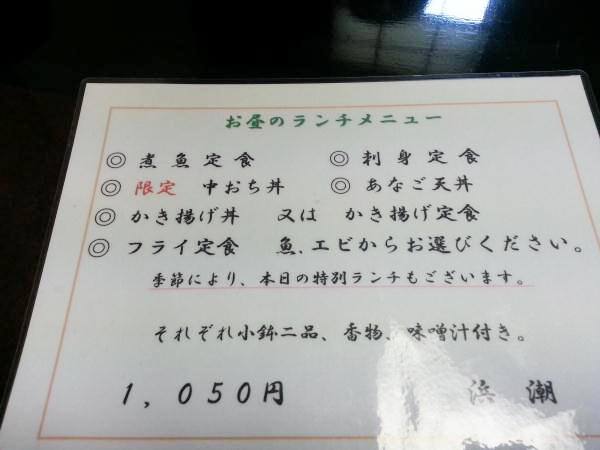 お昼のランチメニュー
◎ 煮魚定食 ◎ 刺身定食
◎ 限定 中おち丼 ◎ あなご天丼
◎ かき揚げ丼 又は かき揚げ定食
◎ フライ定食 魚、エビからお選びください。
季節により、本日の特別ランチもございます。
それぞれ小鉢二品、香物、味噌汁付き。
1,050円 浜潮